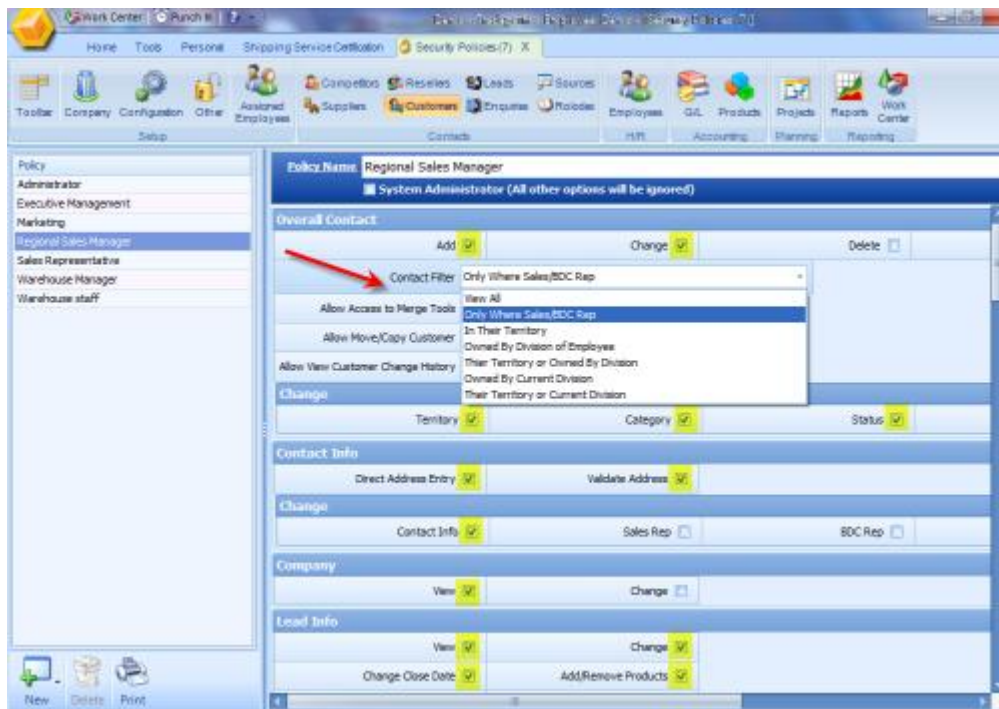 Work Center Punch In
Home Tools Personal Shipping Service Certification Security Policies (7) X
Competitors Resellers Leads Sources
Toolbar Company Configuration Other Assigned Employees Suppliers Customers Enquiries Rolodex Employees G/L Products Projects Reports Work Center
Setup Contacts H/R Accounting Planning Reporting
Policy
Administrator
Executive Management
Marketing
Regional Sales Manager
Sales Representative
Warehouse Manager
Warehouse staff
New Delete Print
Policy Name Regional Sales Manager
System Administrator (All other options will be ignored)
Overall Contact
Add Change Delete
Contact Filter Only Where Sales/BDC Rep
View All
Allow Access to Merge Tools Only Where Sales/BDC Rep
In Their Territory
Allow Move/Copy Customer Owned By Division of Employee
Thier Territory or Owned By Division
Allow View Customer Change History Owned By Current Division
Their Territory or Current Division
Change
Territory Category Status
Contact Info
Direct Address Entry Validate Address
Change
Contact Info Sales Rep BDC Rep
Company
View Change
Lead Info
View Change
Change Close Date Add/Remove Products